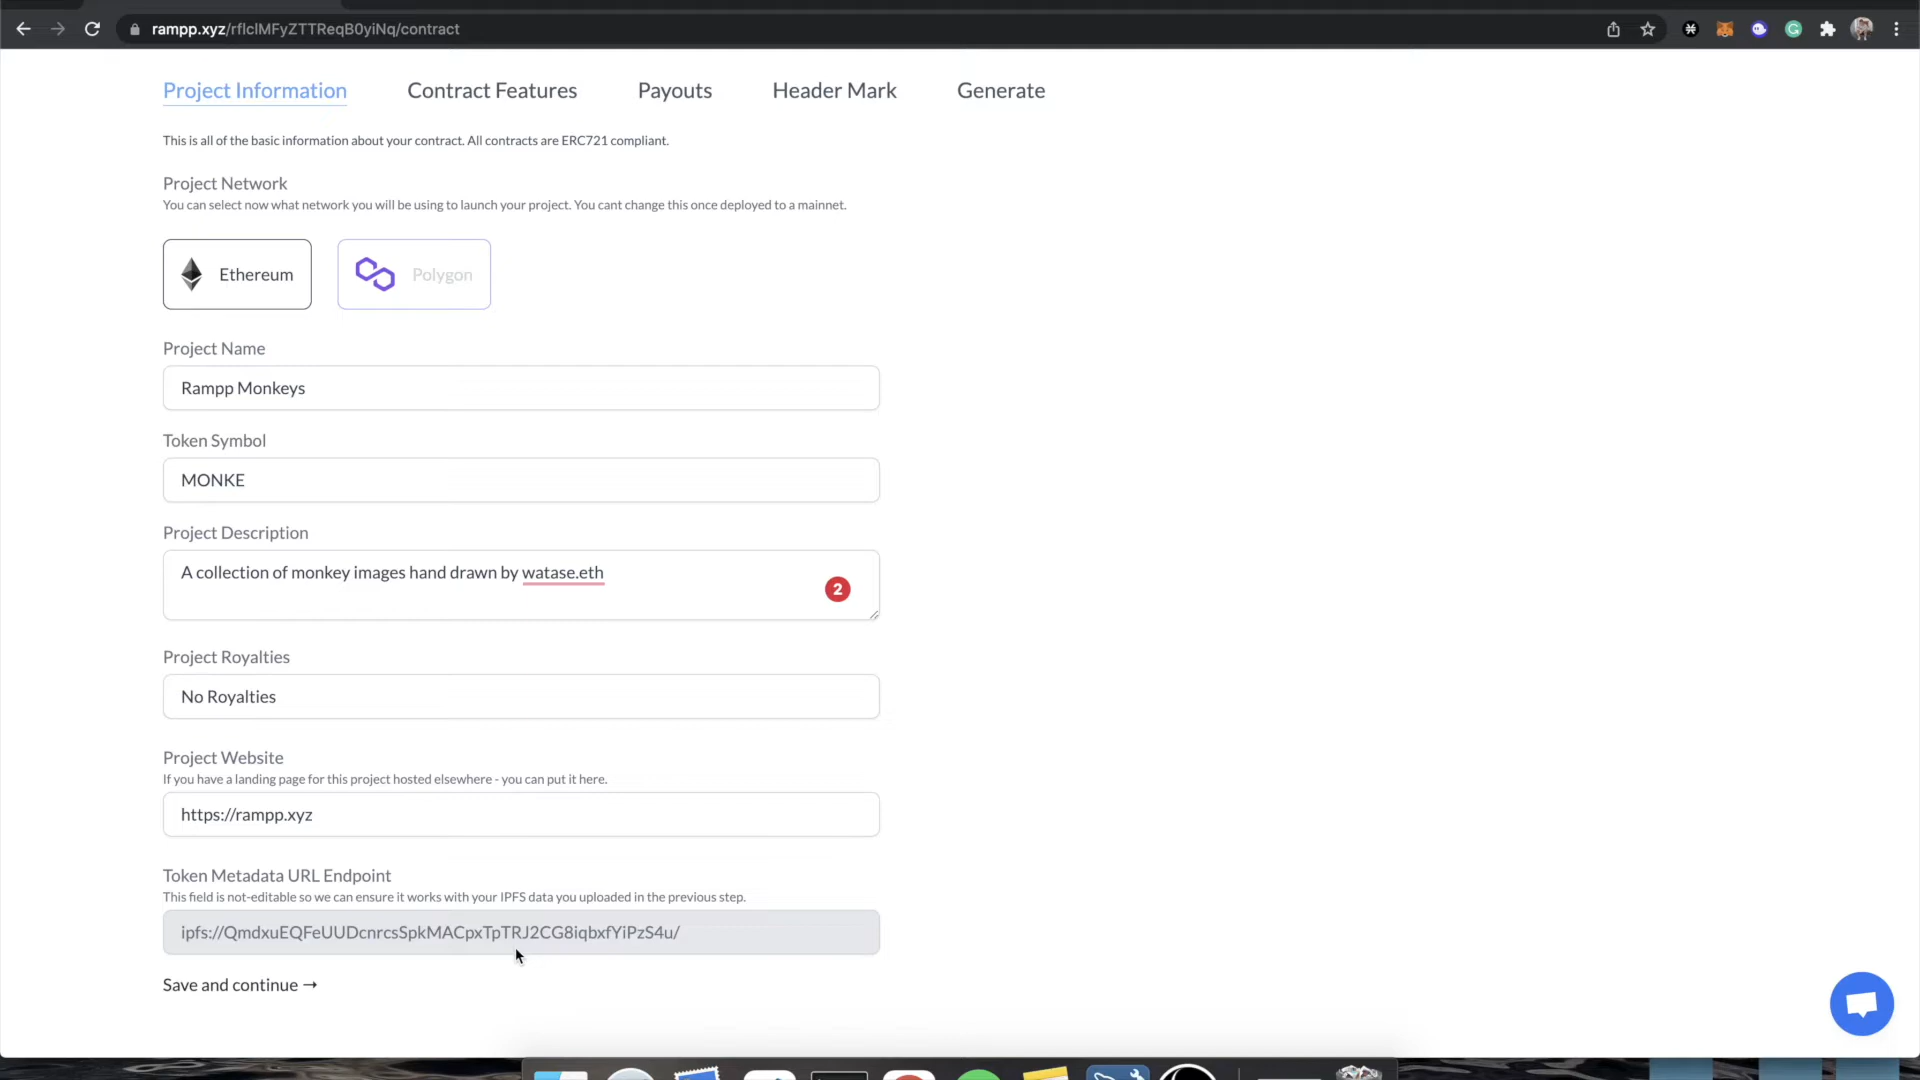 rampp.xyz/rflclMFyZTTReqB0yiNq/contract
Project Information
Contract Features
Payouts
Header Mark
Generate
This is all of the basic information about your contract. All contracts are ERC721 compliant.
Project Network
You can select now what network you will be using to launch your project. You cant change this once deployed to a mainnet.
Ethereum
Polygon
Project Name
Rampp Monkeys
Token Symbol
MONKE
Project Description
A collection of monkey images hand drawn by watase.eth
2
Project Royalties
No Royalties
Project Website
If you have a landing page for this project hosted elsewhere - you can put it here.
https://rampp.xyz
Token Metadata URL Endpoint
This field is not-editable so we can ensure it works with your IPFS data you uploaded in the previous step.
ipfs://QmdxuEQFeUUDcnrcsSpkMACpxTpTRJ2CG8iqbxfYiPzS4u/
Save and continue →